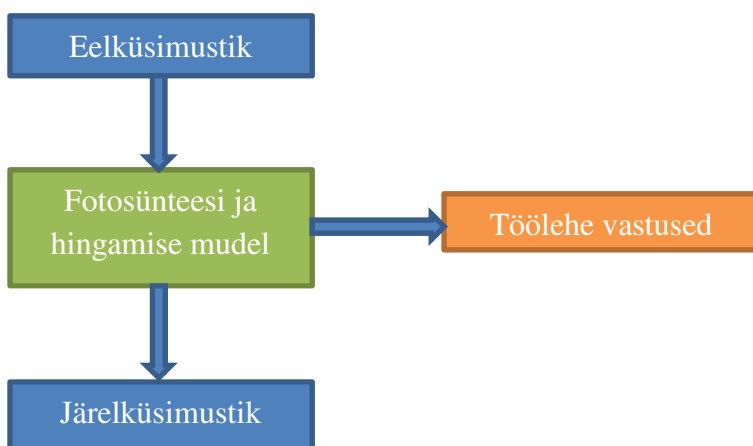 Eelküsimustik
Fotosünteesi ja
hingamise mudel
Töölehe vastused
Järelküsimustik